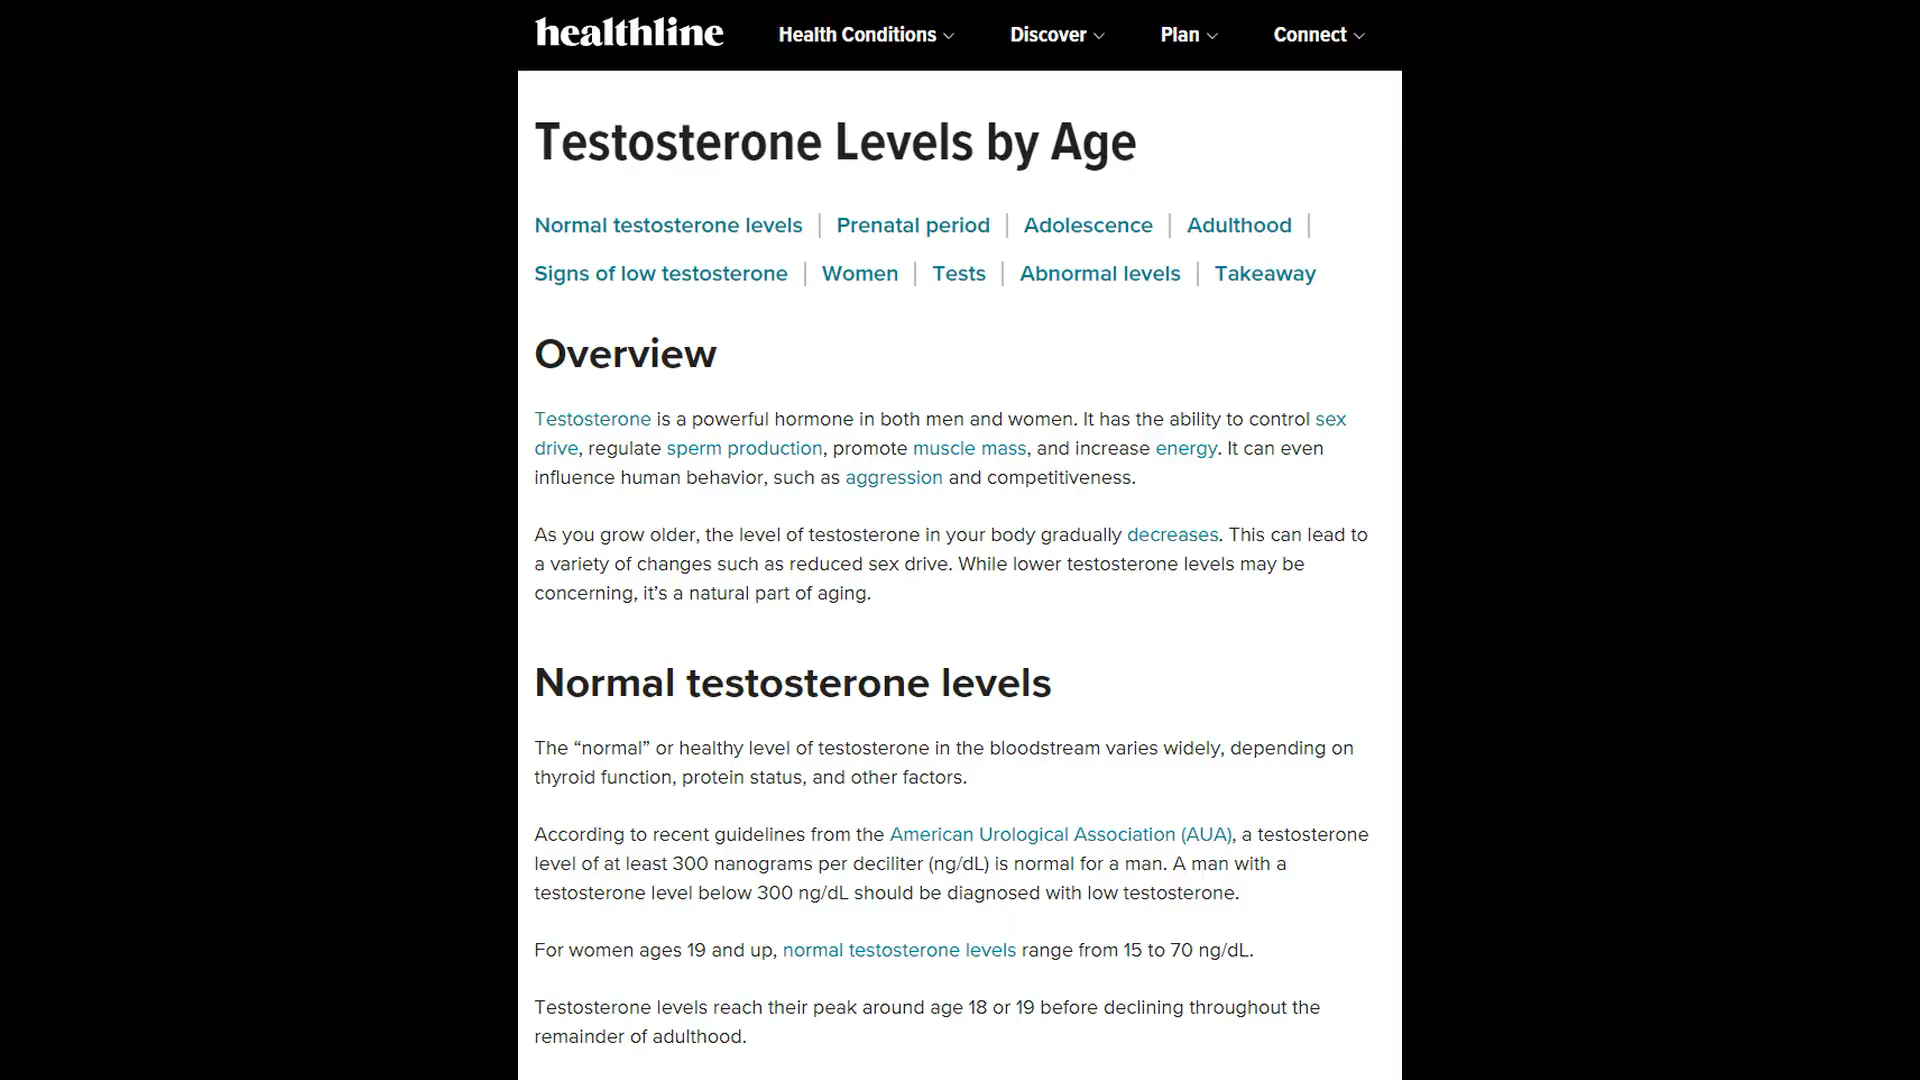 healthline Health Conditions Discover Plan Connect
Testosterone Levels by Age
Normal testosterone levels | Prenatal period | Adolescence | Adulthood |
Signs of low testosterone | Women | Tests | Abnormal levels | Takeaway
Overview
Testosterone is a powerful hormone in both men and women. It has the ability to control sex
drive, regulate sperm production, promote muscle mass, and increase energy. It can even
influence human behavior, such as aggression and competitiveness.
As you grow older, the level of testosterone in your body gradually decreases. This can lead to
a variety of changes such as reduced sex drive. While lower testosterone levels may be
concerning, it’s a natural part of aging.
Normal testosterone levels
The “normal” or healthy level of testosterone in the bloodstream varies widely, depending on
thyroid function, protein status, and other factors.
According to recent guidelines from the American Urological Association (AUA), a testosterone
level of at least 300 nanograms per deciliter (ng/dL) is normal for a man. A man with a
testosterone level below 300 ng/dL should be diagnosed with low testosterone.
For women ages 19 and up, normal testosterone levels range from 15 to 70 ng/dL.
Testosterone levels reach their peak around age 18 or 19 before declining throughout the
remainder of adulthood.